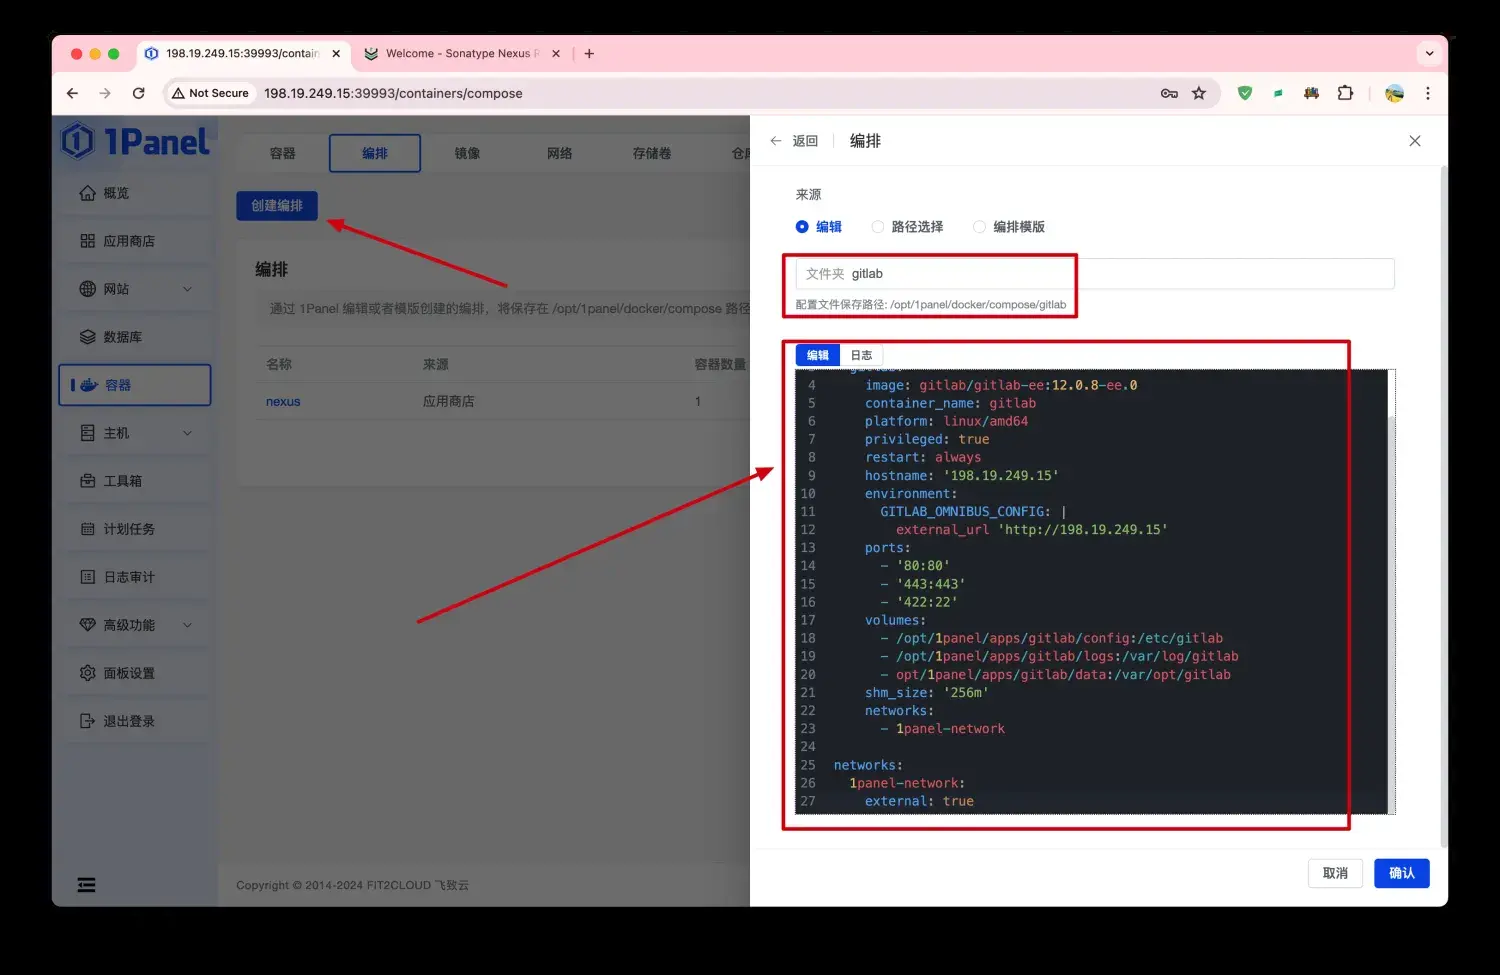 198.19.249.15:39993/contain
Welcome - Sonatype Nexus R
Not Secure
198.19.249.15:39993/containers/compose
1Panel
概览
应用商店
网站
数据库
容器
主机
工具箱
计划任务
日志审计
高级功能
面板设置
退出登录
容器
编排
镜像
网络
存储卷
仓库
创建编排
编排
通过 1Panel 编辑或者模版创建的编排，将保存在 /opt/1panel/docker/compose 路径
名称 来源 容器数量
nexus 应用商店 1
Copyright © 2014-2024 FIT2CLOUD 飞致云
返回 编排
来源
编辑 路径选择 编排模版
文件夹 gitlab
配置文件保存路径: /opt/1panel/docker/compose/gitlab
编辑 日志
3 gitlab:
4 image: gitlab/gitlab-ee:12.0.8-ee.0
5 container_name: gitlab
6 platform: linux/amd64
7 privileged: true
8 restart: always
9 hostname: '198.19.249.15'
10 environment:
11 GITLAB_OMNIBUS_CONFIG: |
12 external_url 'http://198.19.249.15'
13 ports:
14 - '80:80'
15 - '443:443'
16 - '422:22'
17 volumes:
18 - /opt/1panel/apps/gitlab/config:/etc/gitlab
19 - /opt/1panel/apps/gitlab/logs:/var/log/gitlab
20 - opt/1panel/apps/gitlab/data:/var/opt/gitlab
21 shm_size: '256m'
22 networks:
23 - 1panel-network
24
25 networks:
26 1panel-network:
27 external: true
取消 确认